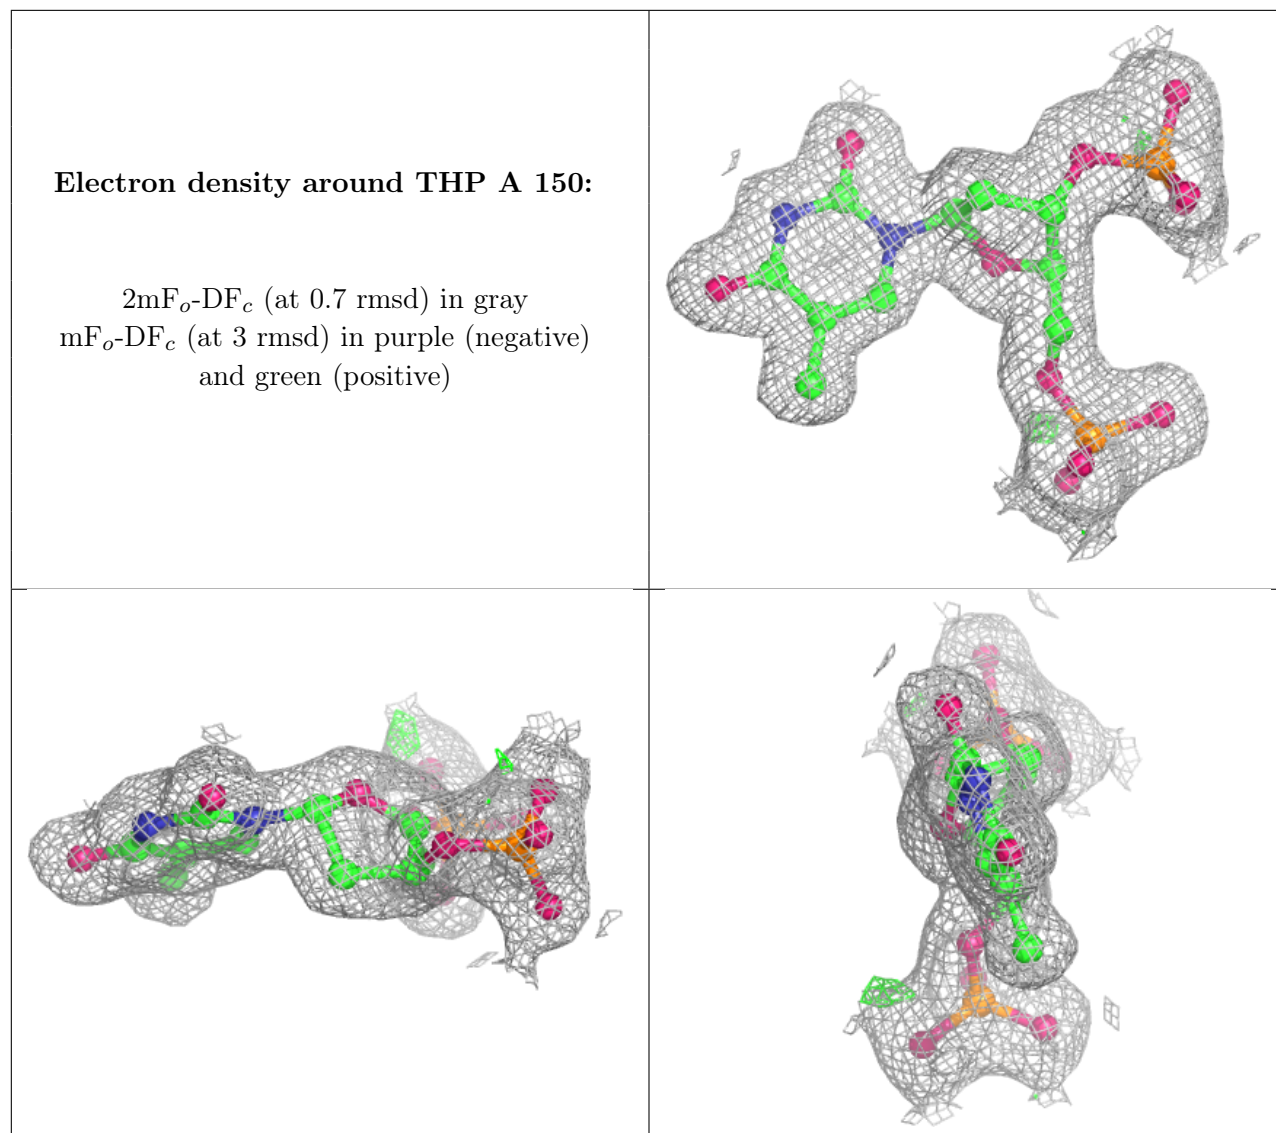 Electron density around THP A 150:
2mFₒ-DF𝒸 (at 0.7 rmsd) in gray
mFₒ-DF𝒸 (at 3 rmsd) in purple (negative)
and green (positive)